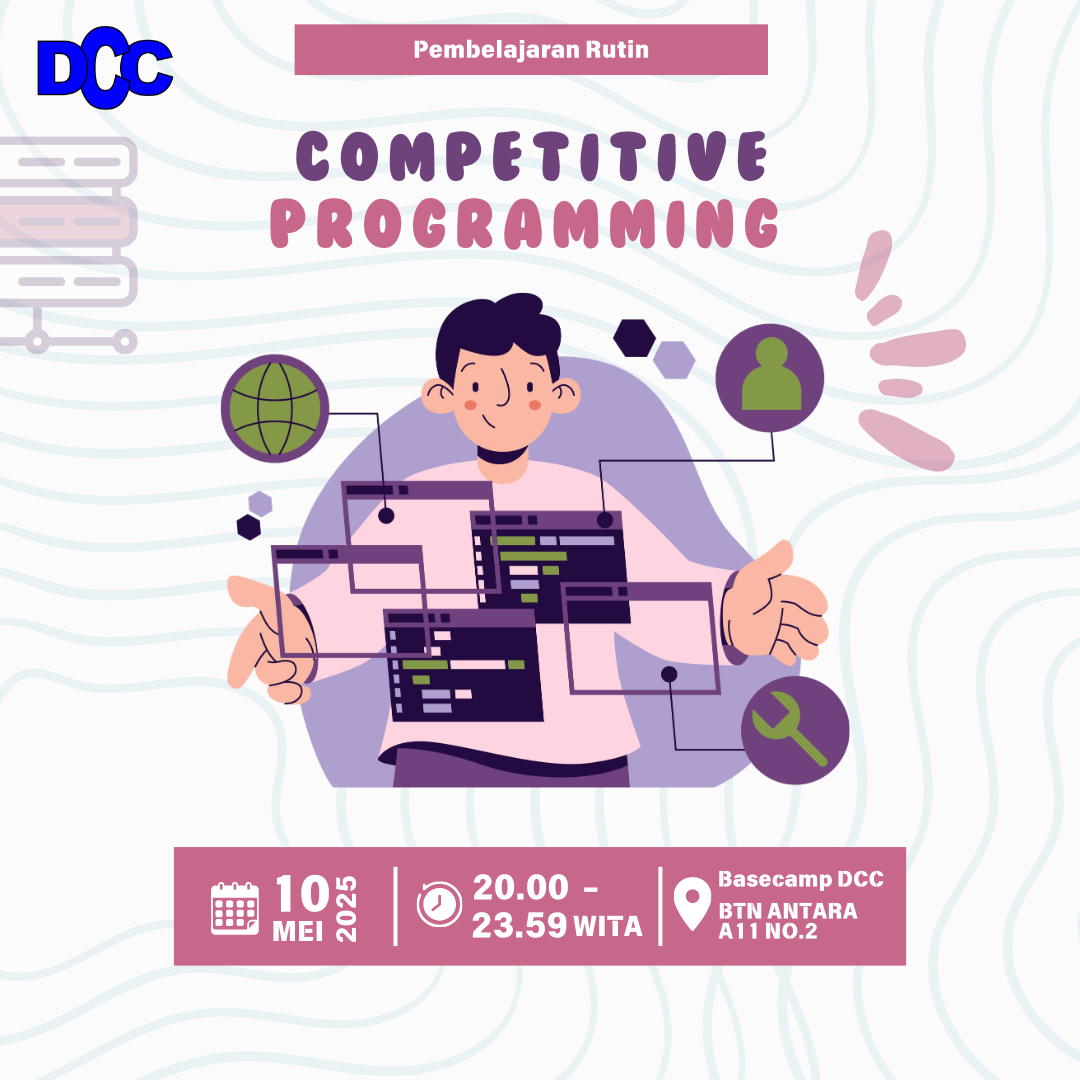 DCC
Pembelajaran Rutin
COMPETITIVE
PROGRAMMING
10
MEI
2025
20.00 –
23.59 WITA
Basecamp DCC
BTN ANTARA
A11 NO.2